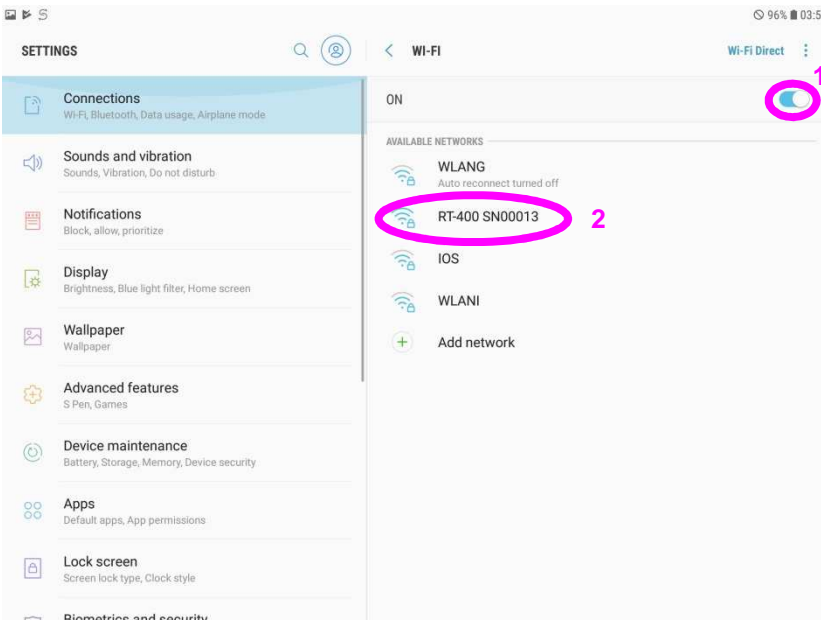 96% 03:5
SETTINGS
Connections
Wi-Fi, Bluetooth, Data usage, Airplane mode
Sounds and vibration
Sounds, Vibration, Do not disturb
Notifications
Block, allow, prioritize
Display
Brightness, Blue light filter, Home screen
Wallpaper
Wallpaper
Advanced features
S Pen, Games
Device maintenance
Battery, Storage, Memory, Device security
Apps
Default apps, App permissions
Lock screen
Screen lock type, Clock style
Biometrics and security
WI-FI
Wi-Fi Direct
1
ON
AVAILABLE NETWORKS
WLANG
Auto reconnect turned off
RT-400 SN00013 2
IOS
WLANI
Add network